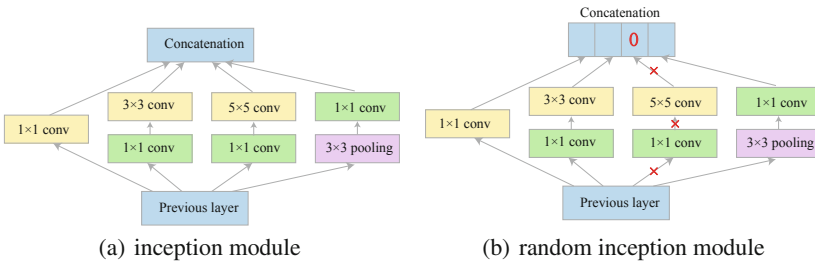 Concatenation
3×3 conv
5×5 conv
1×1 conv
1×1 conv
1×1 conv
1×1 conv
3×3 pooling
Previous layer
(a) inception module
Concatenation
0
3×3 conv
5×5 conv
1×1 conv
1×1 conv
1×1 conv
1×1 conv
3×3 pooling
Previous layer
(b) random inception module